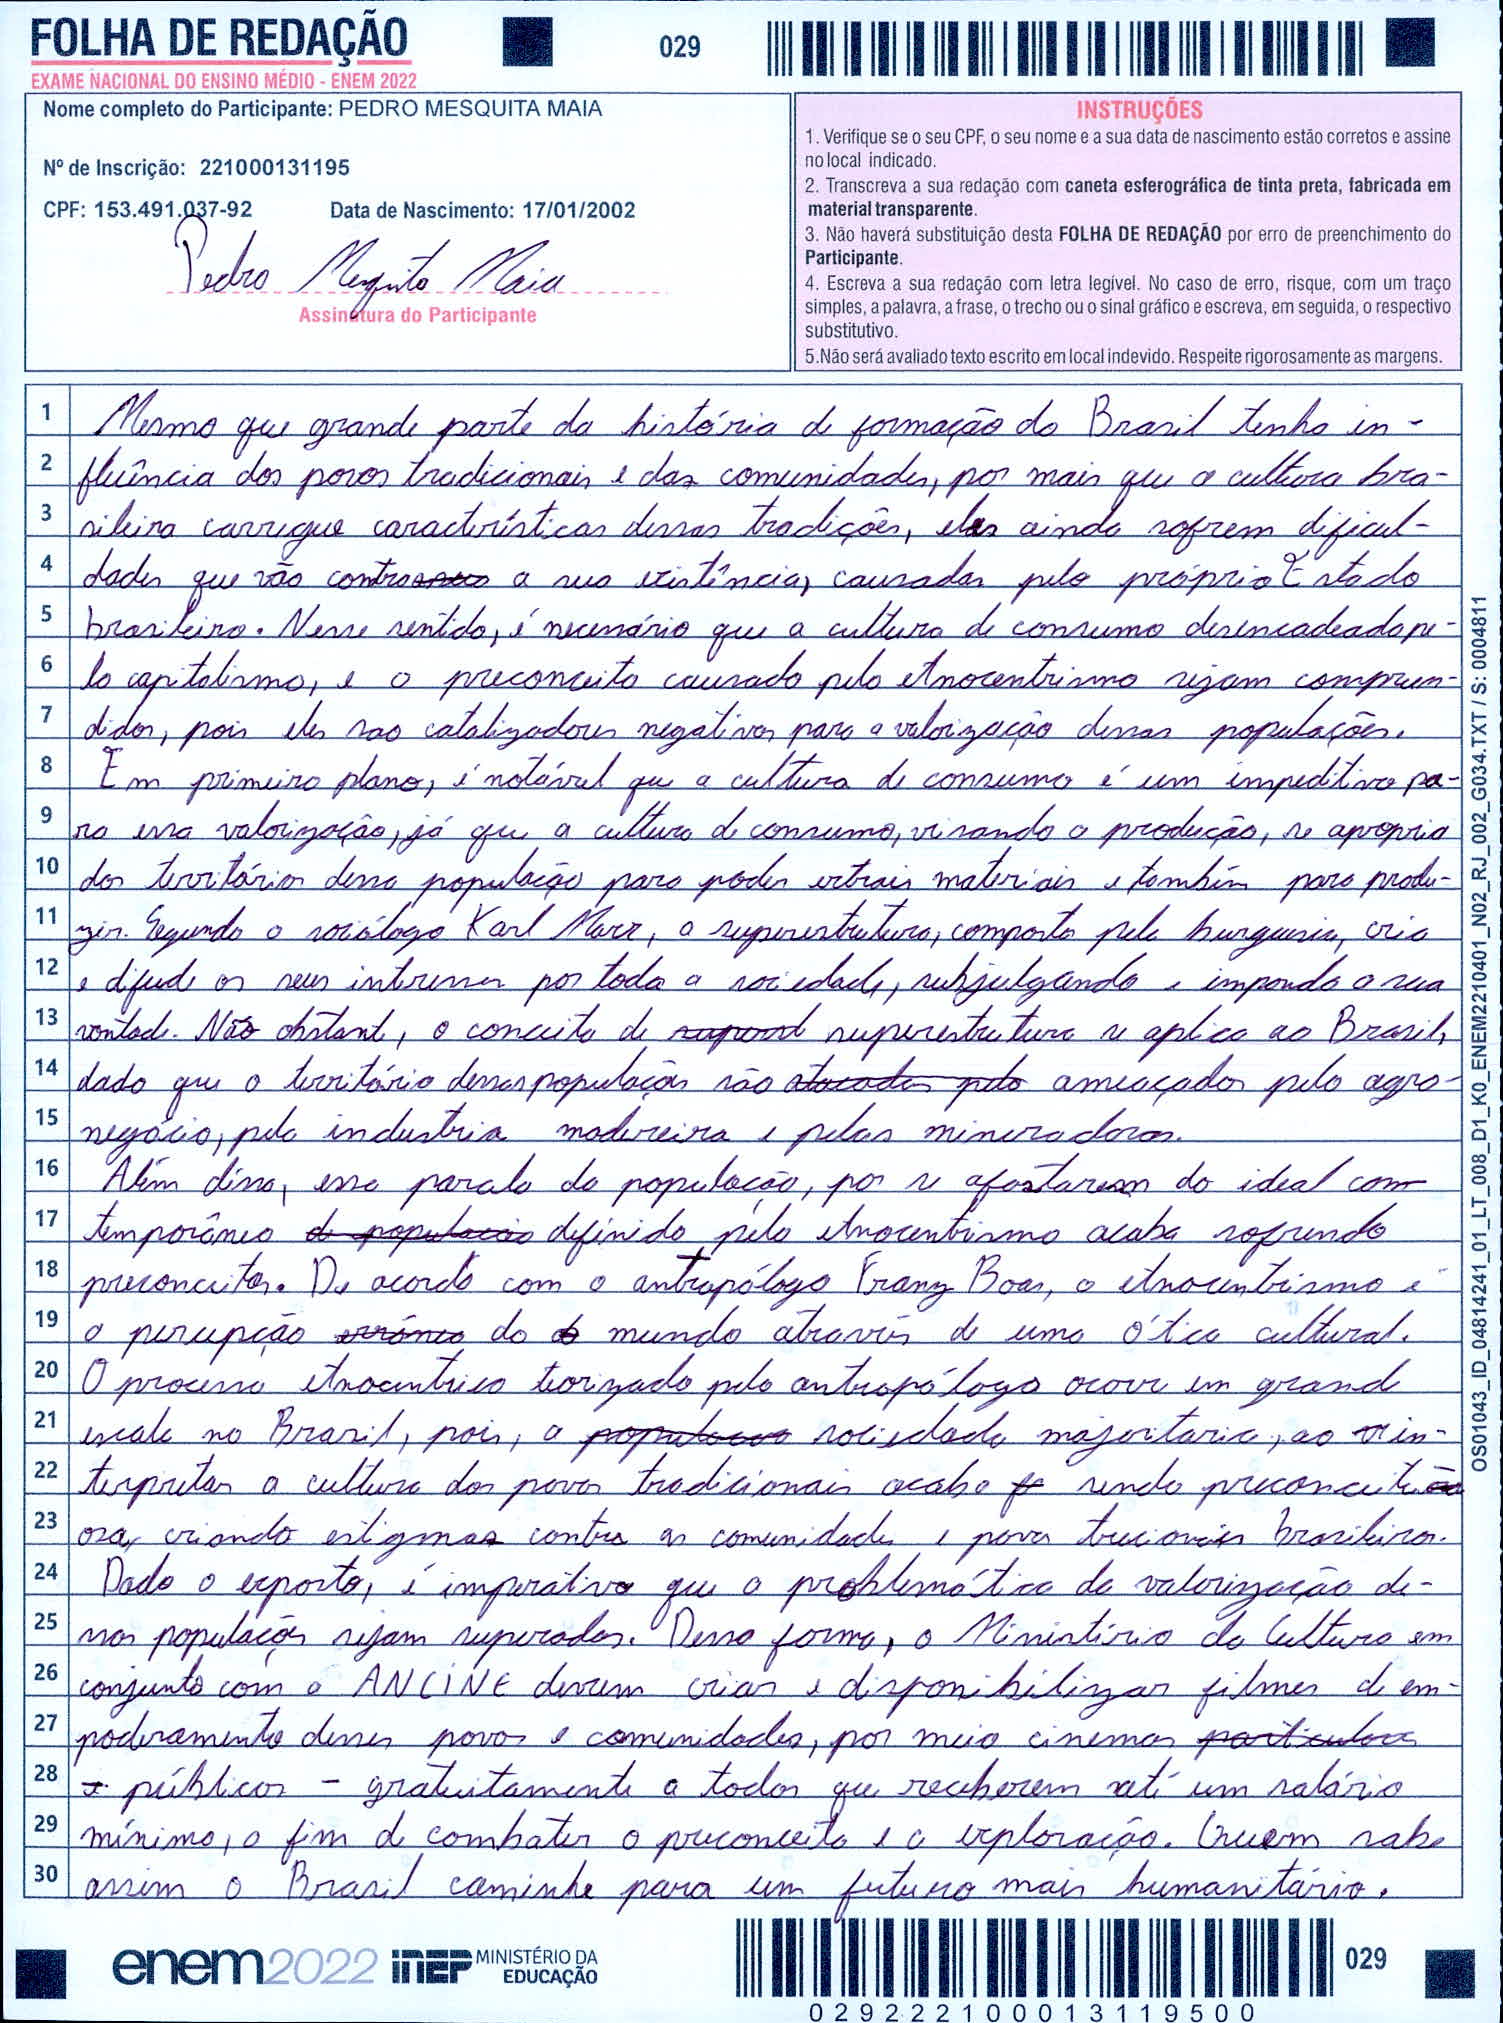 FOLHA DE REDAÇÃO
029
EXAME NACIONAL DO ENSINO MÉDIO - ENEM 2022
Nome completo do Participante: PEDRO MESQUITA MAIA
Nº de Inscrição: 221000131195
CPF: 153.491.037-92 Data de Nascimento: 17/01/2002
Pedro Mesquita Maia
Assinatura do Participante
INSTRUÇÕES
1. Verifique se o seu CPF, o seu nome e a sua data de nascimento estão corretos e assine
no local indicado.
2. Transcreva a sua redação com caneta esferográfica de tinta preta, fabricada em
material transparente.
3. Não haverá substituição desta FOLHA DE REDAÇÃO por erro de preenchimento do
Participante.
4. Escreva a sua redação com letra legível. No caso de erro, risque, com um traço
simples, a palavra, a frase, o trecho ou o sinal gráfico e escreva, em seguida, o respectivo
substitutivo.
5.Não será avaliado texto escrito em local indevido. Respeite rigorosamente as margens.
1 Mesmo que grande parte da história de formação do Brasil tenha in-
2 fluência dos povos tradicionais e das comunidades, por mais que a cultura bra-
3 sileira carregue características dessas tradições, elas ainda sofrem dificul-
4 dades que vão contra a sua existência, causadas pelo próprio Estado
5 brasileiro. Nesse sentido, é necessário que a cultura de consumo desencadeada pe-
6 lo capitalismo, e o preconceito causado pelo etnocentrismo sejam compreen-
7 didos, pois eles sao catalizadores negativos para a valorização dessas populações.
8 Em primeiro plano, é notável que a cultura de consumo é um impeditivo pa-
9 ra essa valorização, já que a cultura de consumo, visando a produção, se apropria
10 dos territórios dessa população para poder extrair materiais e também para produ-
11 zir. Segundo o sociólogo Karl Marx, a superestrutura, composta pela burguesia, cria
12 e difude os seus intresses por toda a sociedade, subjulgando e impondo a sua
13 vontade. Não obstante, o conceito de superestrutura se aplica ao Brasil,
14 dado que o território dessas populações são ameaçados pelo agro-
15 negócio, pela industria madereira e pelas mineradoras.
16 Além disso, essa parcela da população, por se afastarem do ideal con
17 temporâneo definido pelo etnocentrismo acaba sofrendo
18 preconceitos. De acordo com o antropólogo Franz Boas, o etnocentrismo é
19 a percepção do mundo através de uma ótica cultural.
20 O processo etnocentrico teorizado pelo antropólogo ocorre em grande
21 escala no Brasil, pois, a sociedade majoritaria, ao in-
22 terpretar a cultura dos povos tradicionais acaba sendo preconceitu
23 osa, criando estigmas contra as comunidades e povos brasileiros.
24 Dado o exposto, é imperativo que a problemática da valorização de-
25 ssas populações sejam superadas. Dessa forma, o Ministério da Cultura em
26 conjunto com a ANCINE devem criar e disponibilizar filmes de em-
27 poderamento desses povos e comunidades, por meio cinemas
28 públicos - gratuitamente a todos que receberem até um salário
29 mínimo, a fim de combater o preconceito e a exploração. Quem sabe
30 assim o Brasil caminhe para um futuro mais humanitário.
OS01043_ID_04814241_01_LT_008_D1_K0_ENEM2210401_N02_RJ_002_G034.TXT / S: 0004811
enem2022 inep MINISTÉRIO DA
EDUCAÇÃO
029
029222100013119500